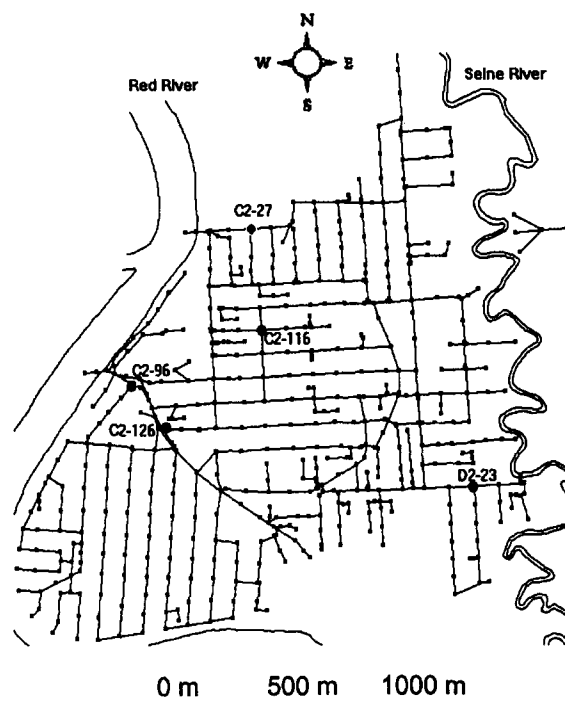 N
W E
S
Red River
Seine River
C2-27
C2-116
C2-96
C2-126
D2-23
0 m 500 m 1000 m